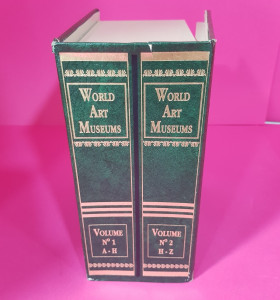 WORLD
ART
MUSEUMS
VOLUME
Nº 1
A - H
WORLD
ART
MUSEUMS
VOLUME
Nº 2
H - Z